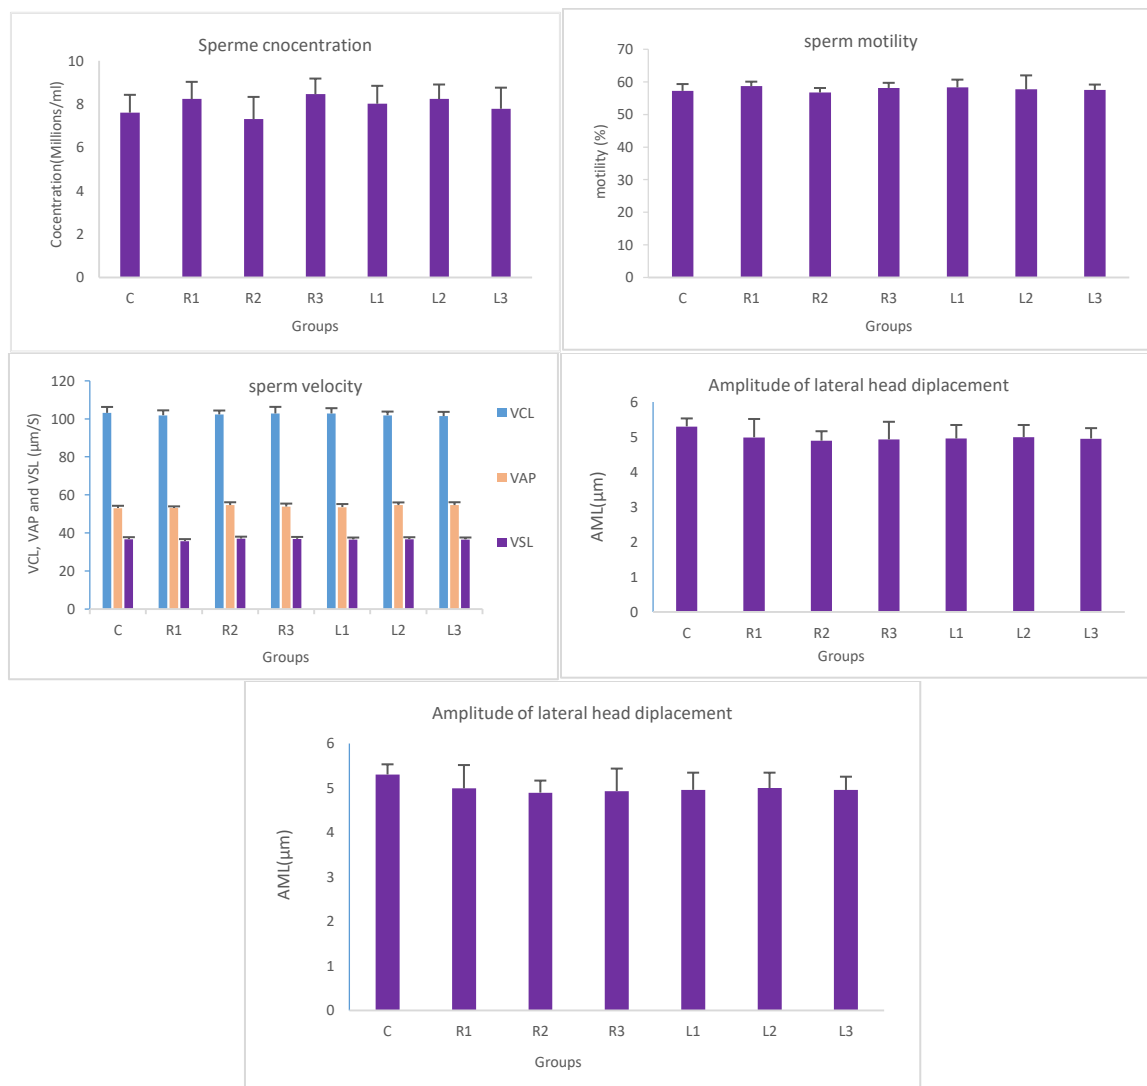 Sperme cnocentration
Cocentration(Millions/ml)
10
8
6
4
2
0
C R1 R2 R3 L1 L2 L3
Groups
sperm motility
motility (%)
70
60
50
40
30
20
10
0
C R1 R2 R3 L1 L2 L3
Groups
sperm velocity
VCL, VAP and VSL (µm/S)
120
100
80
60
40
20
0
C R1 R2 R3 L1 L2 L3
Groups
VCL
VAP
VSL
Amplitude of lateral head diplacement
AML(µm)
6
5
4
3
2
1
0
C R1 R2 R3 L1 L2 L3
Groups
Amplitude of lateral head diplacement
AML(µm)
6
5
4
3
2
1
0
C R1 R2 R3 L1 L2 L3
Groups